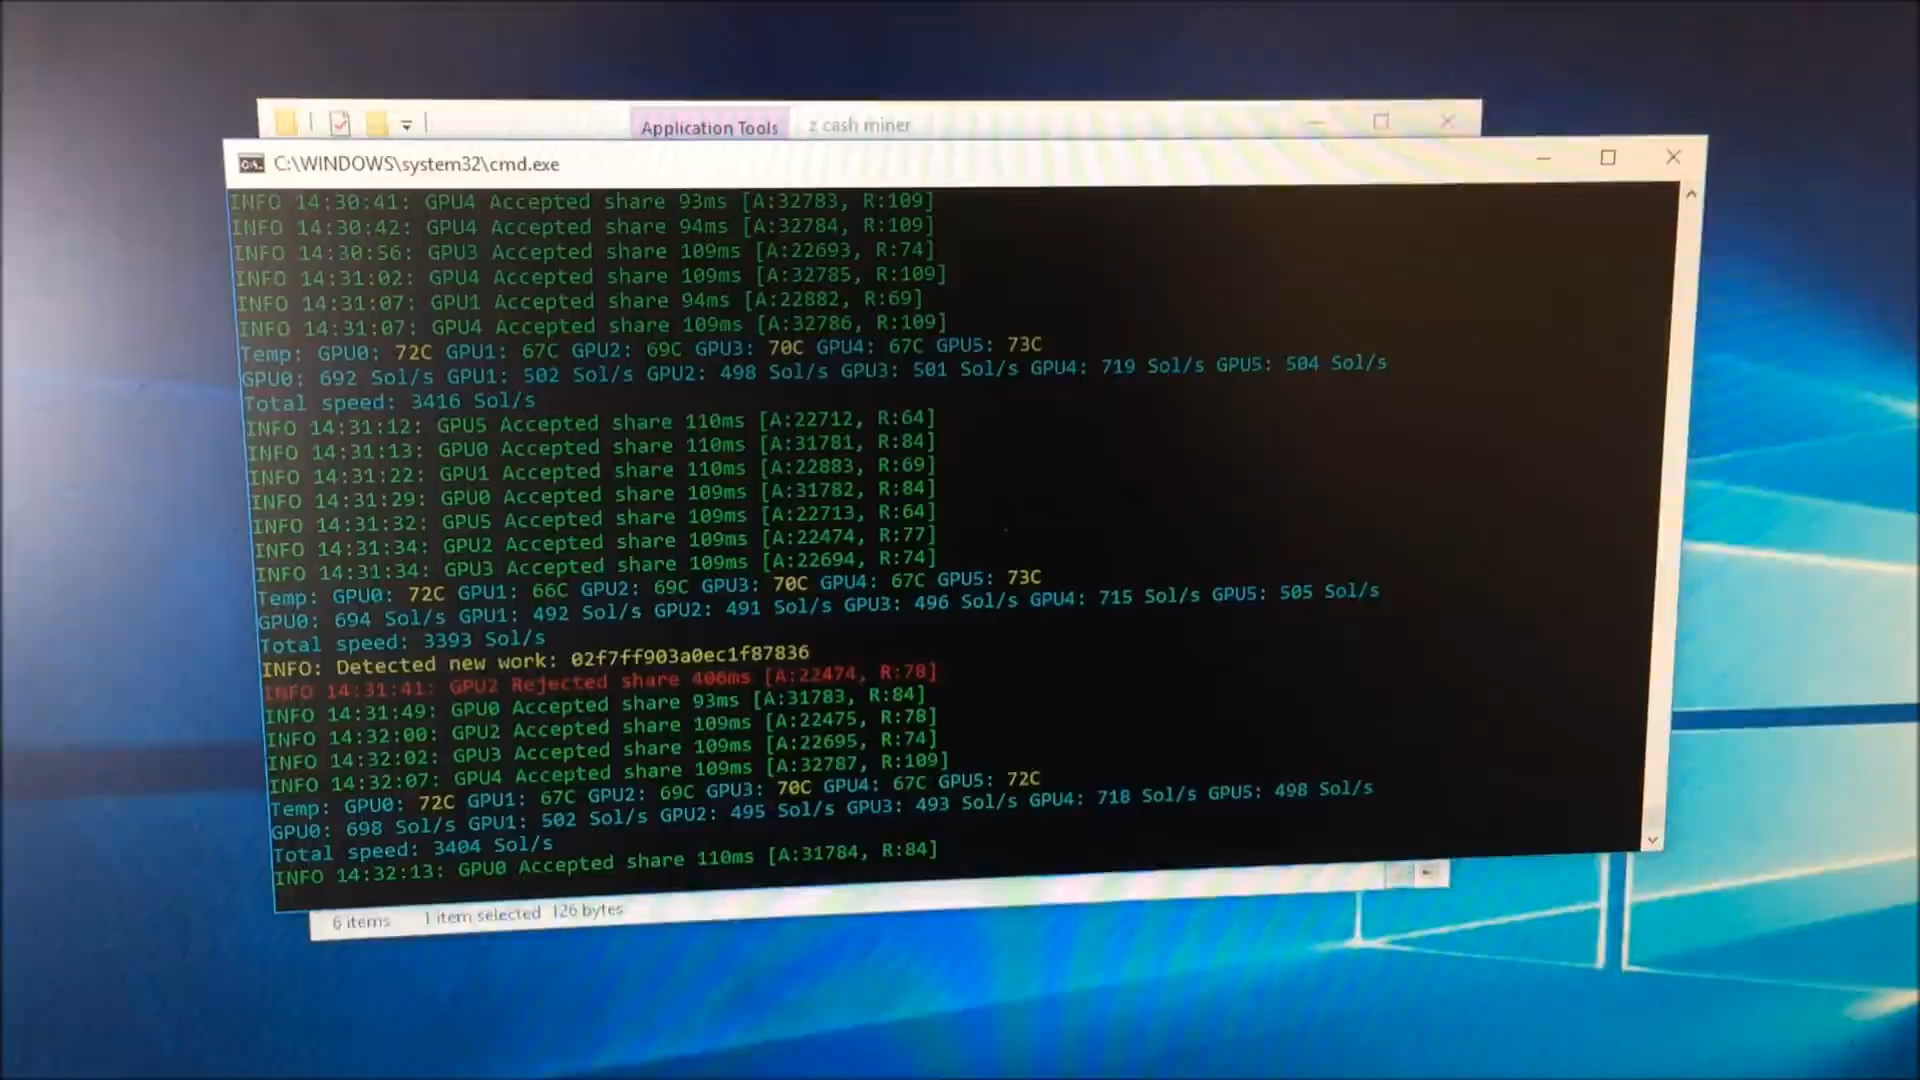 Application Tools
z cash miner
C:\WINDOWS\system32\cmd.exe
INFO 14:30:41: GPU4 Accepted share 93ms [A:32783, R:109]
INFO 14:30:42: GPU4 Accepted share 94ms [A:32784, R:109]
INFO 14:30:56: GPU3 Accepted share 109ms [A:22693, R:74]
INFO 14:31:02: GPU4 Accepted share 109ms [A:32785, R:109]
INFO 14:31:07: GPU1 Accepted share 94ms [A:22882, R:69]
INFO 14:31:07: GPU4 Accepted share 109ms [A:32786, R:109]
Temp: GPU0: 72C GPU1: 67C GPU2: 69C GPU3: 70C GPU4: 67C GPU5: 73C
GPU0: 692 Sol/s GPU1: 502 Sol/s GPU2: 498 Sol/s GPU3: 501 Sol/s GPU4: 719 Sol/s GPU5: 504 Sol/s
Total speed: 3416 Sol/s
INFO 14:31:12: GPU5 Accepted share 110ms [A:22712, R:64]
INFO 14:31:13: GPU0 Accepted share 110ms [A:31781, R:84]
INFO 14:31:22: GPU1 Accepted share 110ms [A:22883, R:69]
INFO 14:31:29: GPU0 Accepted share 109ms [A:31782, R:84]
INFO 14:31:32: GPU5 Accepted share 109ms [A:22713, R:64]
INFO 14:31:34: GPU2 Accepted share 109ms [A:22474, R:77]
INFO 14:31:34: GPU3 Accepted share 109ms [A:22694, R:74]
Temp: GPU0: 72C GPU1: 66C GPU2: 69C GPU3: 70C GPU4: 67C GPU5: 73C
GPU0: 694 Sol/s GPU1: 492 Sol/s GPU2: 491 Sol/s GPU3: 496 Sol/s GPU4: 715 Sol/s GPU5: 505 Sol/s
Total speed: 3393 Sol/s
INFO: Detected new work: 02f7ff903a0ec1f87836
INFO 14:31:41: GPU2 Rejected share 406ms [A:22474, R:78]
INFO 14:31:49: GPU0 Accepted share 93ms [A:31783, R:84]
INFO 14:32:00: GPU2 Accepted share 109ms [A:22475, R:78]
INFO 14:32:02: GPU3 Accepted share 109ms [A:22695, R:74]
INFO 14:32:07: GPU4 Accepted share 109ms [A:32787, R:109]
Temp: GPU0: 72C GPU1: 67C GPU2: 69C GPU3: 70C GPU4: 67C GPU5: 72C
GPU0: 698 Sol/s GPU1: 502 Sol/s GPU2: 495 Sol/s GPU3: 493 Sol/s GPU4: 718 Sol/s GPU5: 498 Sol/s
Total speed: 3404 Sol/s
INFO 14:32:13: GPU0 Accepted share 110ms [A:31784, R:84]
6 items 1 item selected 126 bytes